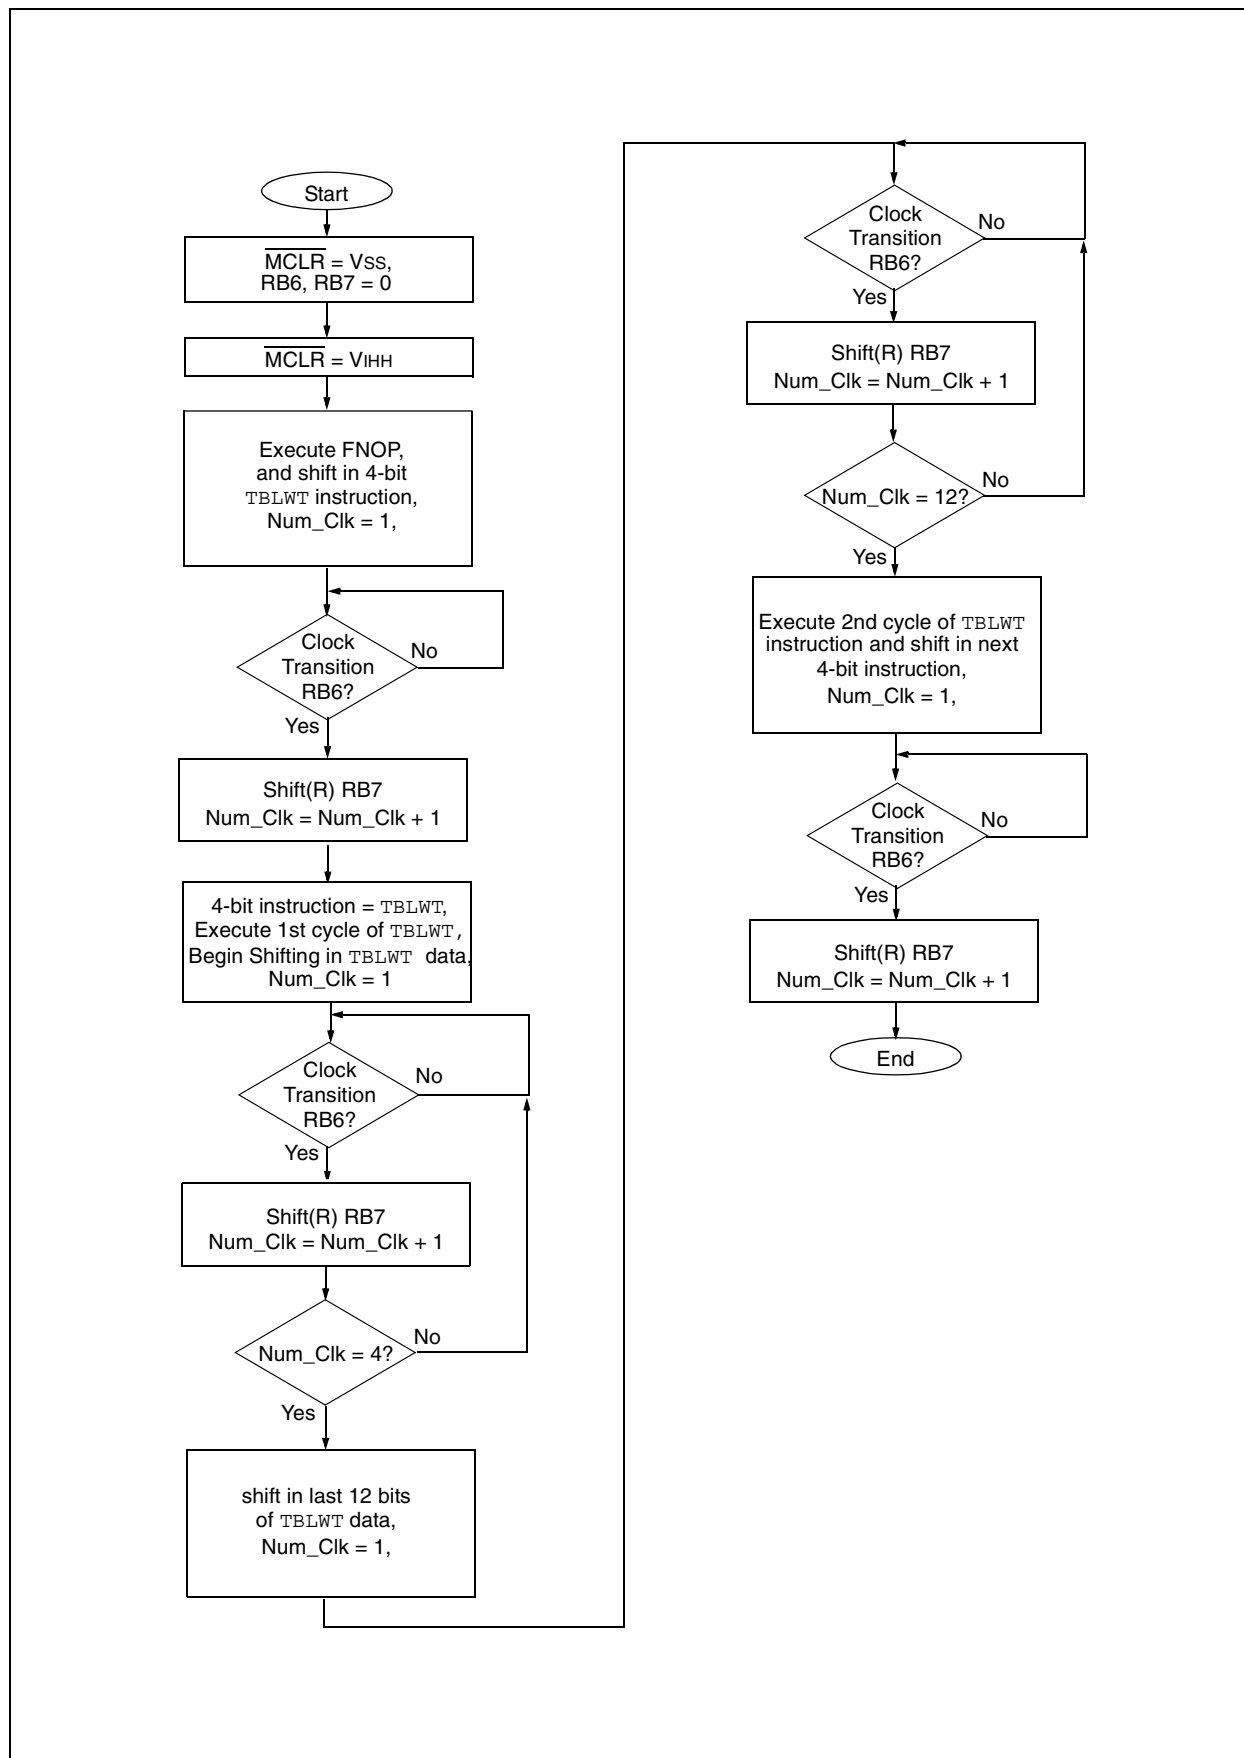 Start
MCLR = VSS,
RB6, RB7 = 0
MCLR = VIHH
Execute FNOP,
and shift in 4-bit
TBLWT instruction,
Num_Clk = 1,
Clock
Transition
RB6?
No
Yes
Shift(R) RB7
Num_Clk = Num_Clk + 1
4-bit instruction = TBLWT,
Execute 1st cycle of TBLWT,
Begin Shifting in TBLWT data,
Num_Clk = 1
Clock
Transition
RB6?
No
Yes
Shift(R) RB7
Num_Clk = Num_Clk + 1
Num_Clk = 4?
No
Yes
shift in last 12 bits
of TBLWT data,
Num_Clk = 1,
Clock
Transition
RB6?
No
Yes
Shift(R) RB7
Num_Clk = Num_Clk + 1
Num_Clk = 12?
No
Yes
Execute 2nd cycle of TBLWT
instruction and shift in next
4-bit instruction,
Num_Clk = 1,
Clock
Transition
RB6?
No
Yes
Shift(R) RB7
Num_Clk = Num_Clk + 1
End